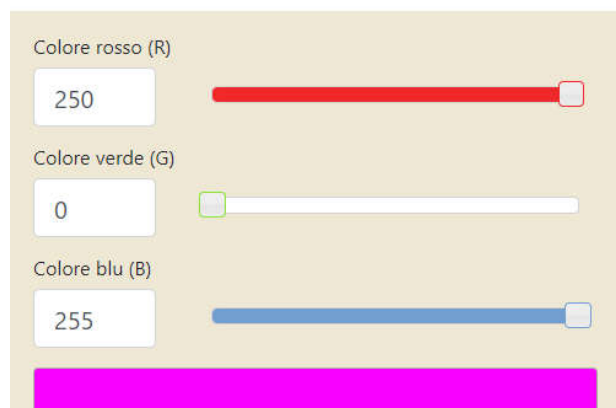 Colore rosso (R)
250
Colore verde (G)
0
Colore blu (B)
255